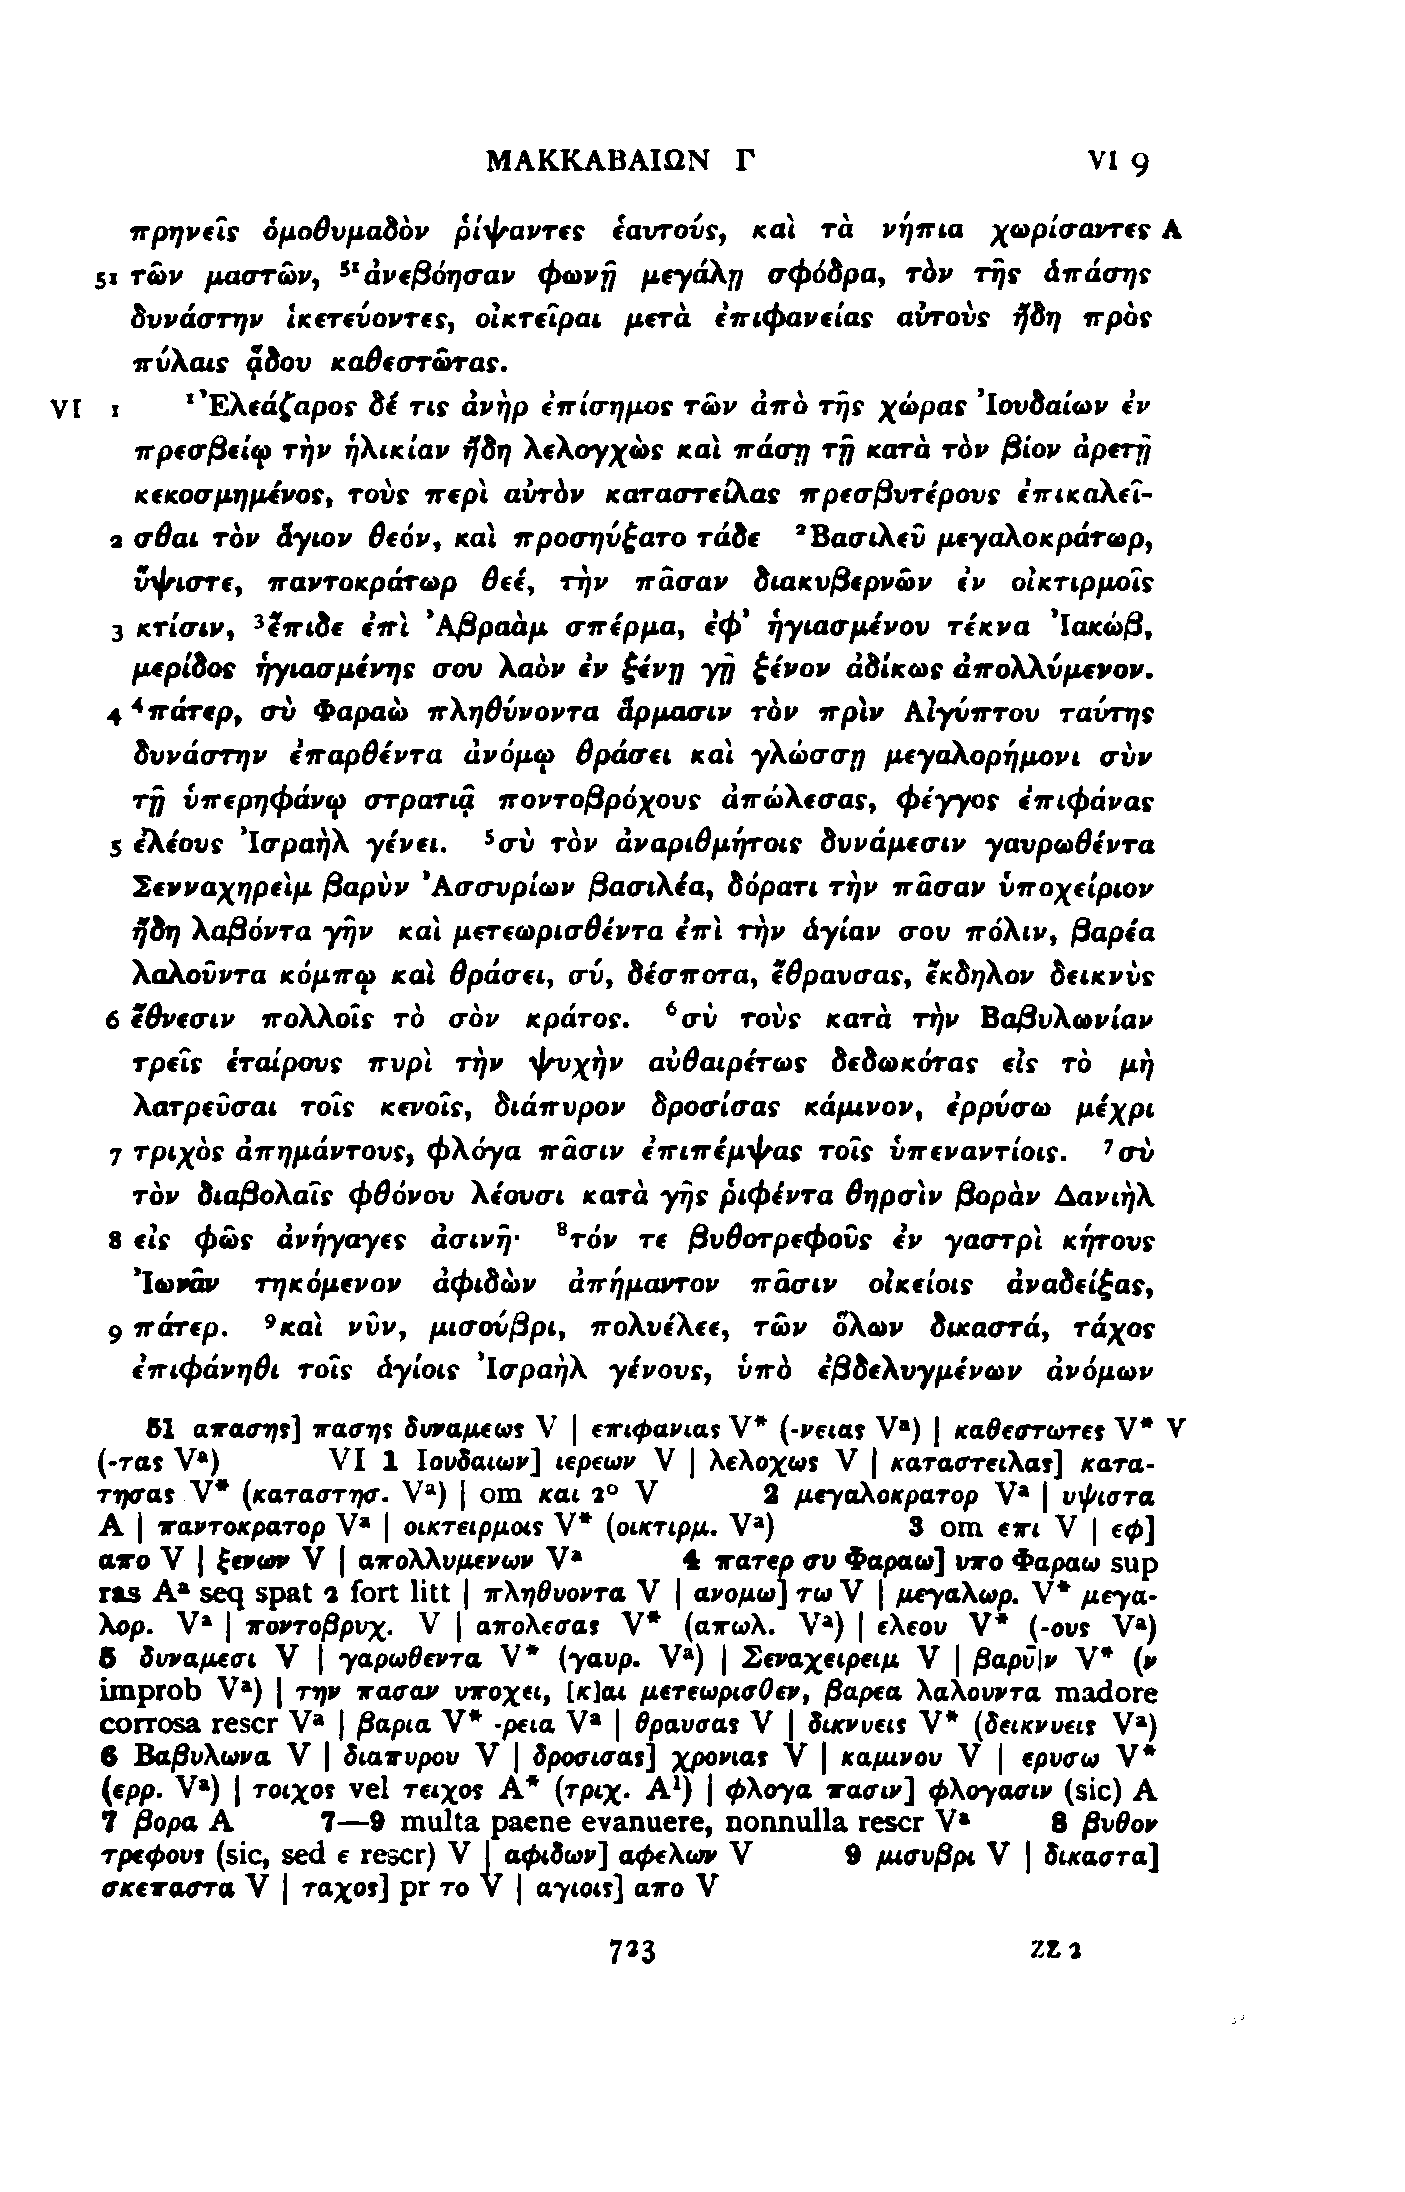 ΜΑΚΚΑΒΑΙΩΝ Γ VI 9
πρηνεῖς ὁμοθυμαδὸν ῥίψαντες ἑαυτούς, καὶ τὰ νήπια χωρίσαντες A
51 τῶν μαστῶν, ⁵¹ἀνεβόησαν φωνῇ μεγάλῃ σφόδρα, τὸν τῆς ἁπάσης
δυνάστην ἱκετεύοντες, οἰκτεῖραι μετὰ ἐπιφανείας αὐτοὺς ἤδη πρὸς
πύλαις ᾅδου καθεστῶτας.
VI 1 ¹Ἐλεάζαρος δέ τις ἀνὴρ ἐπίσημος τῶν ἀπὸ τῆς χώρας Ἰουδαίων ἐν
πρεσβείῳ τὴν ἡλικίαν ἤδη λελογχὼς καὶ πάσῃ τῇ κατὰ τὸν βίον ἀρετῇ
κεκοσμημένος, τοὺς περὶ αὐτὸν καταστείλας πρεσβυτέρους ἐπικαλεῖ-
2 σθαι τὸν ἅγιον θεόν, καὶ προσηύξατο τάδε ²Βασιλεῦ μεγαλοκράτωρ,
ὕψιστε, παντοκράτωρ θεέ, τὴν πᾶσαν διακυβερνῶν ἐν οἰκτιρμοῖς
3 κτίσιν, ³ἔπιδε ἐπὶ Ἀβραὰμ σπέρμα, ἐφ᾿ ἡγιασμένου τέκνα Ἰακώβ,
μερίδος ἡγιασμένης σου λαὸν ἐν ξένῃ γῇ ξένον ἀδίκως ἀπολλύμενον.
4 ⁴πάτερ, σὺ Φαραὼ πληθύνοντα ἅρμασιν τὸν πρὶν Αἰγύπτου ταύτης
δυνάστην ἐπαρθέντα ἀνόμῳ θράσει καὶ γλώσσῃ μεγαλορήμονι σὺν
τῇ ὑπερηφάνῳ στρατιᾷ ποντοβρόχους ἀπώλεσας, φέγγος ἐπιφάνας
5 ἐλέους Ἰσραὴλ γένει. ⁵σὺ τὸν ἀναριθμήτοις δυνάμεσιν γαυρωθέντα
Σενναχηρεὶμ βαρὺν Ἀσσυρίων βασιλέα, δόρατι τὴν πᾶσαν ὑποχείριον
ἤδη λαβόντα γῆν καὶ μετεωρισθέντα ἐπὶ τὴν ἁγίαν σου πόλιν, βαρέα
λαλοῦντα κόμπῳ καὶ θράσει, σύ, δέσποτα, ἔθραυσας, ἔκδηλον δεικνὺς
6 ἔθνεσιν πολλοῖς τὸ σὸν κράτος. ⁶σὺ τοὺς κατὰ τὴν Βαβυλωνίαν
τρεῖς ἑταίρους πυρὶ τὴν ψυχὴν αὐθαιρέτως δεδωκότας εἰς τὸ μὴ
λατρεῦσαι τοῖς κενοῖς, διάπυρον δροσίσας κάμινον, ἐρρύσω μέχρι
7 τριχὸς ἀπημάντους, φλόγα πᾶσιν ἐπιπέμψας τοῖς ὑπεναντίοις. ⁷σὺ
τὸν διαβολαῖς φθόνου λέουσι κατὰ γῆς ῥιφέντα θηρσὶν βορὰν Δανιὴλ
8 εἰς φῶς ἀνήγαγες ἀσινῆ· ⁸τόν τε βυθοτρεφοῦς ἐν γαστρὶ κήτους
Ἰωνᾶν τηκόμενον ἀφιδὼν ἀπήμαντον πᾶσιν οἰκείοις ἀναδείξας,
9 πάτερ. ⁹καὶ νῦν, μισούβρι, πολυέλεε, τῶν ὅλων δικαστά, τάχος
ἐπιφάνηθι τοῖς ἁγίοις Ἰσραὴλ γένους, ὑπὸ ἐβδελυγμένων ἀνόμων
51 απασης] πασης δυναμεως V | επιφανιας V* (-νειας Vᵃ) | καθεστωτες V* V
(-τας Vᵃ) VI 1 Ιουδαιων] ιερεων V | λελοχως V | καταστειλας] κατα-
τησας V* (καταστησ. Vᵃ) | om και 2° V 2 μεγαλοκρατορ Vᵃ | υψιστα
A | παντοκρατορ Vᵃ | οικτειρμοις V* (οικτιρμ. Vᵃ) 3 om επι V | εφ]
απο V | ξενων V | απολλυμενων Vᵃ 4 πατερ συ Φαραω] υπο Φαραω sup
ras Aᵃ seq spat 2 fort litt | πληθυοντα V | ανομω] τω V | μεγαλωρ. V* μεγα-
λορ. Vᵃ | ποντοβρυχ. V | απολεσας V* (απωλ. Vᵃ) | ελεου V* (-ους Vᵃ)
5 δυναμεσι V | γαρωθεντα V* (γαυρ. Vᵃ) | Σεναχειρειμ V | βαρῡ|ν V* (ν
improb Vᵃ) | την πασαν υποχει, [κ]αι μετεωρισθεν, βαρεα λαλουντα madore
corrosa rescr Vᵃ | βαρια V* -ρεια Vᵃ | θραυσας V | δικνυεις V* (δεικνυεις Vᵃ)
6 Βαβυλωνα V | διαπυρου V | δροσισας] χρονιας V | καμινου V | ερυσω V*
(ερρ. Vᵃ) | τοιχος vel τειχος A* (τριχ. A¹) | φλογα πασιν] φλογασιν (sic) A
7 βορα A 7—9 multa paene evanuere, nonnulla rescr Vᵃ 8 βυθον
τρεφους (sic, sed ε rescr) V | αφιδων] αφελων V 9 μισυβρι V | δικαστα]
σκεπαστα V | ταχος] pr το V | αγιοις] απο V
723 ZZ 2